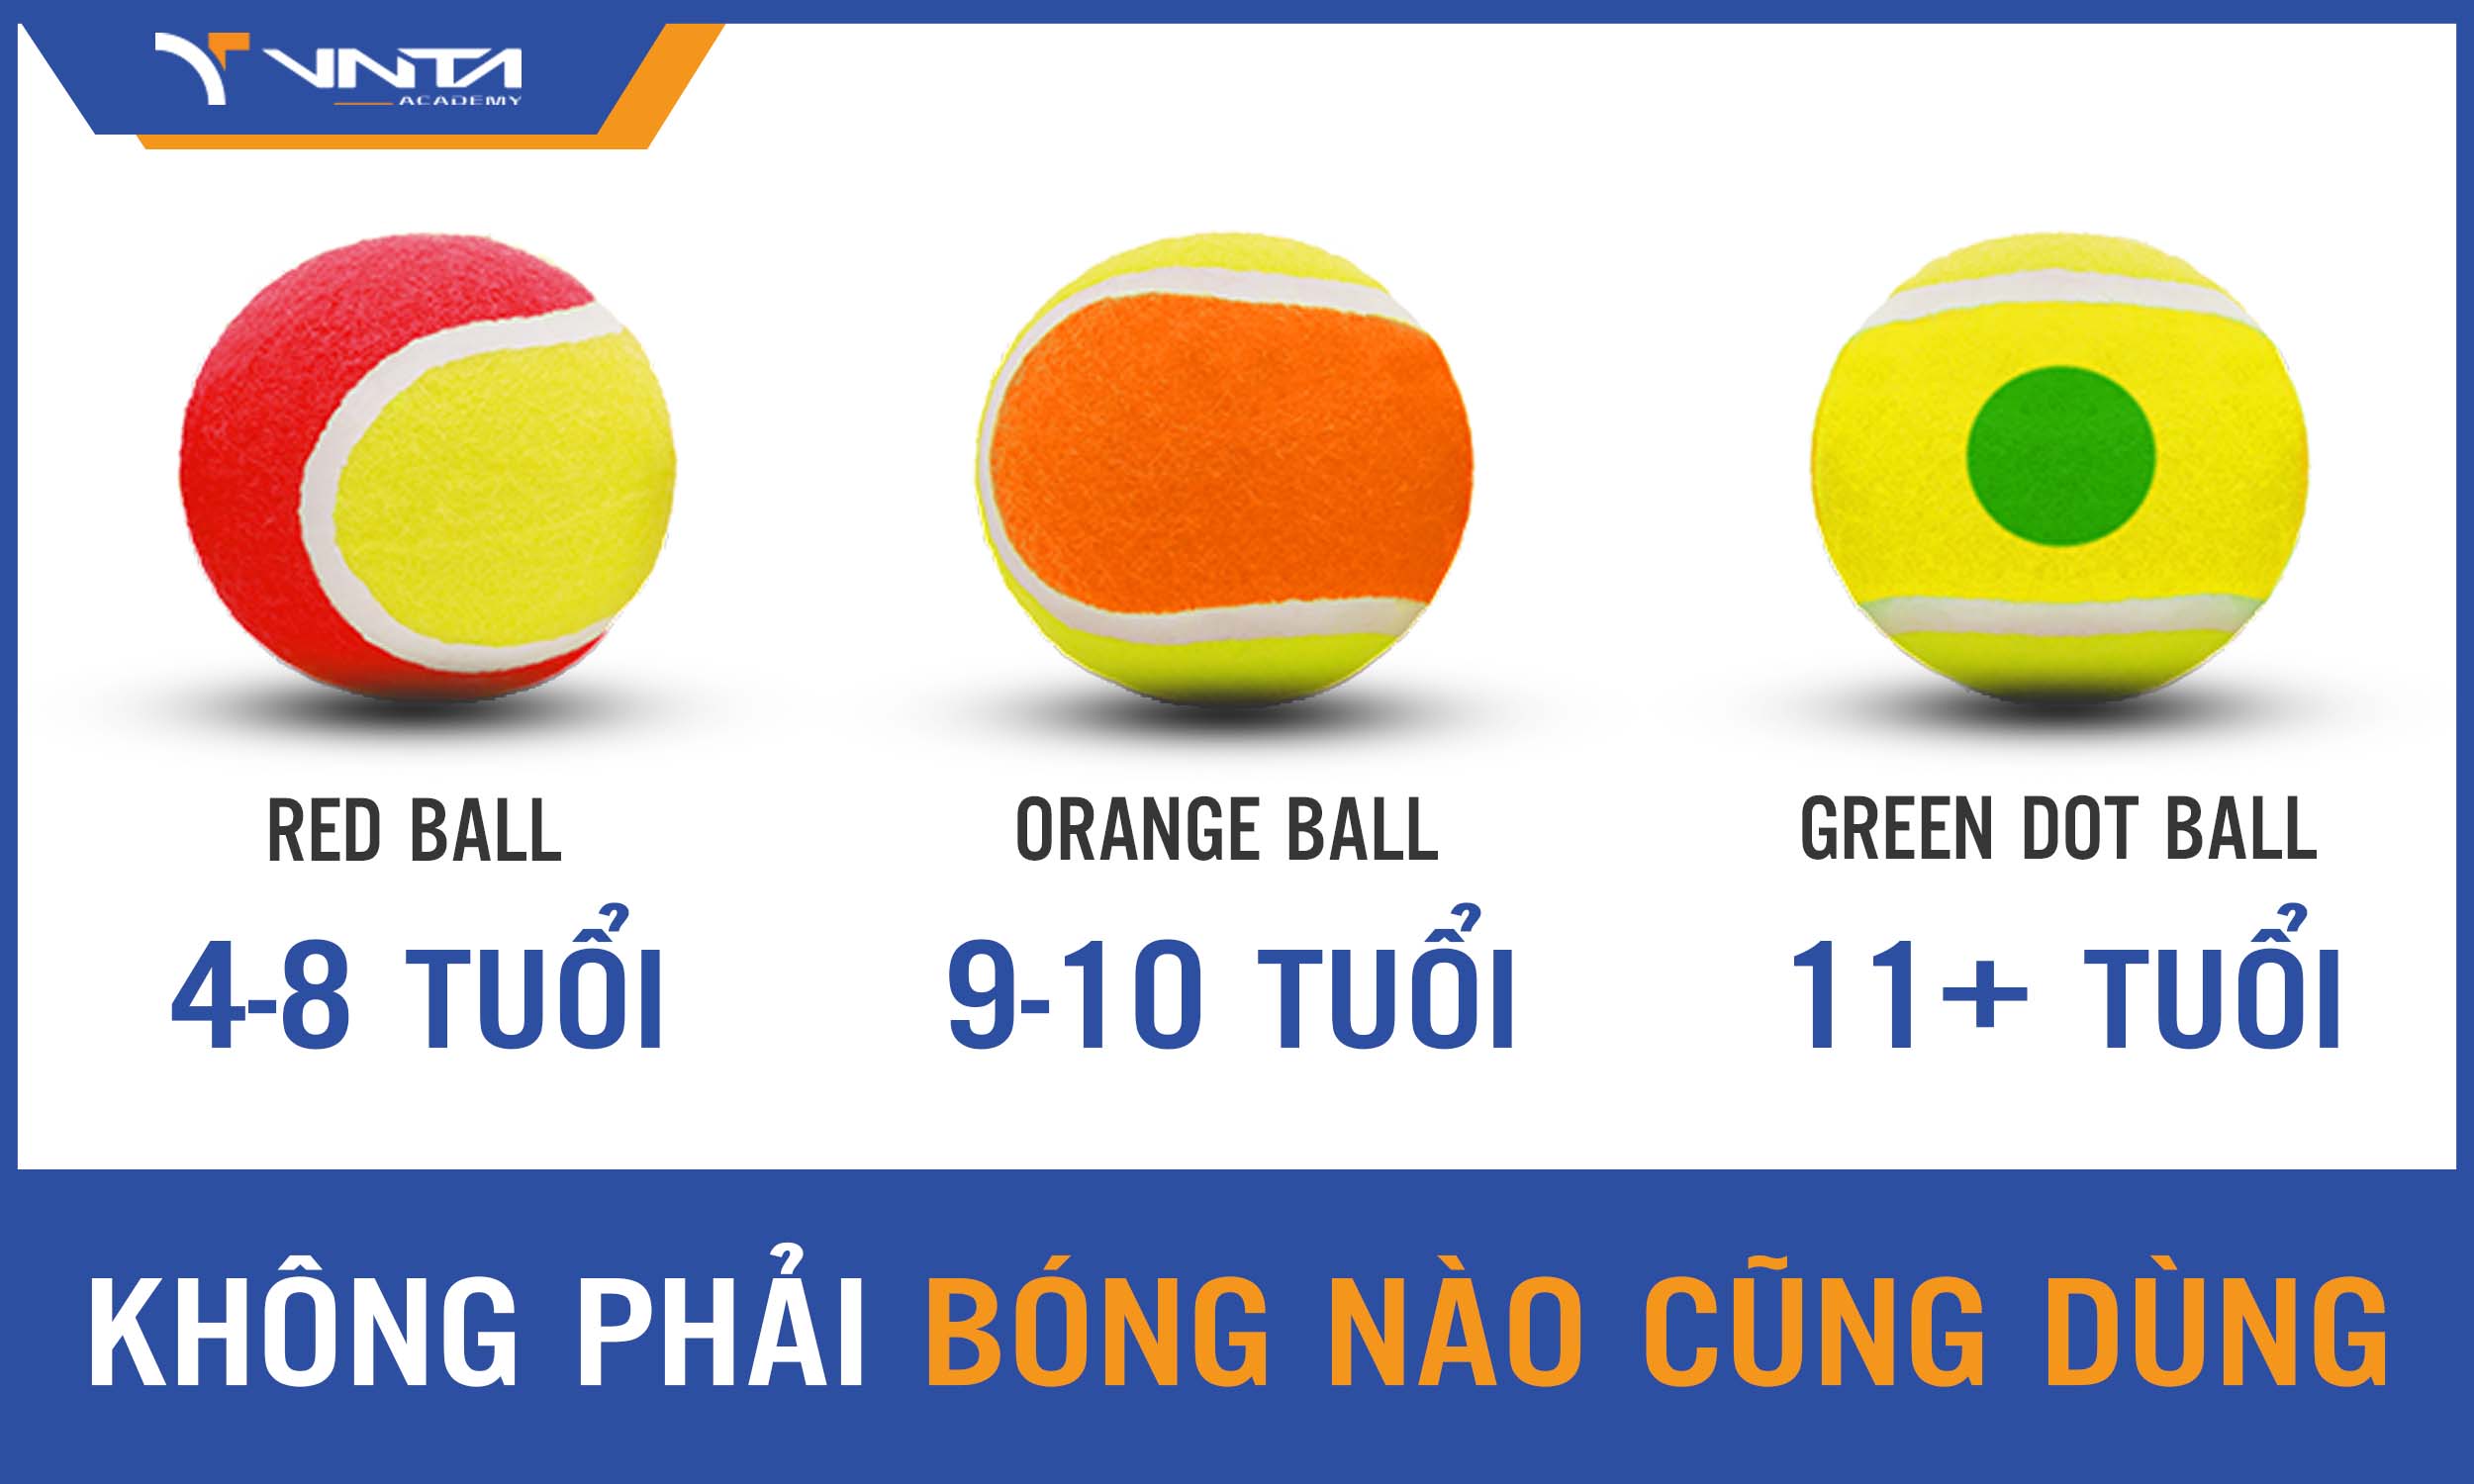 VNTA
ACADEMY
RED BALL
ORANGE BALL
GREEN DOT BALL
4-8 TUỔI
9-10 TUỔI
11+ TUỔI
KHÔNG PHẢI BÓNG NÀO CŨNG DÙNG